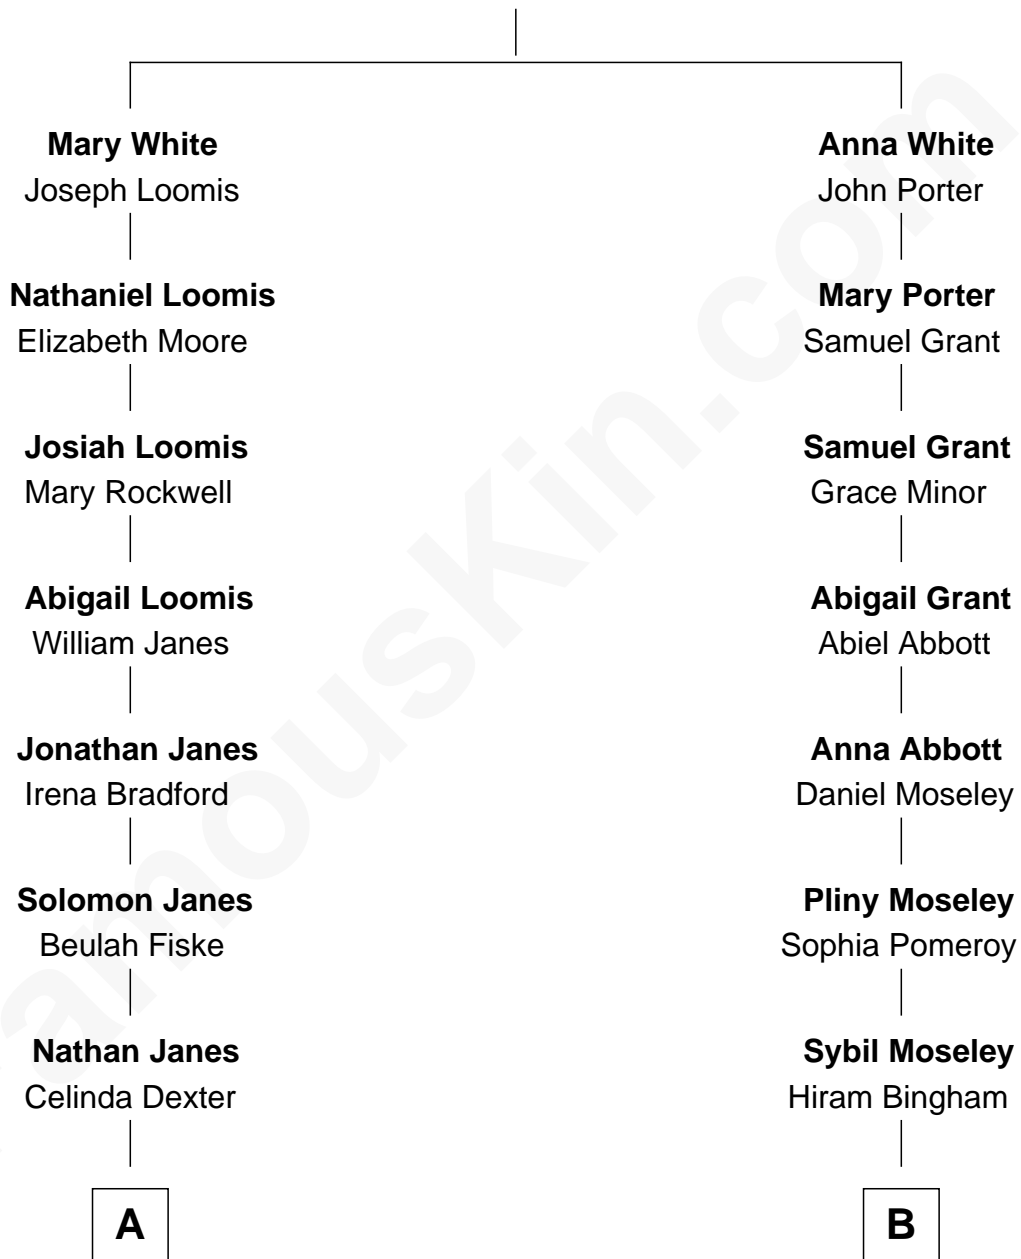 Mary White
Joseph Loomis
Nathaniel Loomis
Elizabeth Moore
Josiah Loomis
Mary Rockwell
Abigail Loomis
William Janes
Jonathan Janes
Irena Bradford
Solomon Janes
Beulah Fiske
Nathan Janes
Celinda Dexter
A
Anna White
John Porter
Mary Porter
Samuel Grant
Samuel Grant
Grace Minor
Abigail Grant
Abiel Abbott
Anna Abbott
Daniel Moseley
Pliny Moseley
Sophia Pomeroy
Sybil Moseley
Hiram Bingham
B
amouskin.com